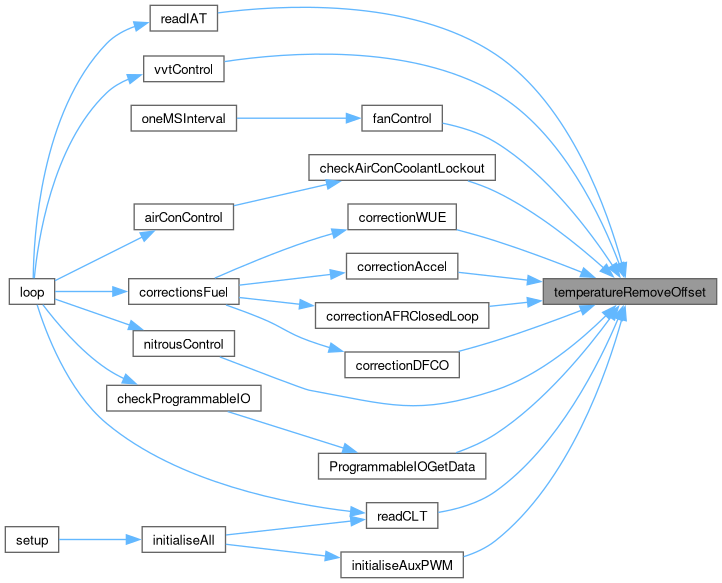 readIAT
vvtControl
oneMSInterval
fanControl
checkAirConCoolantLockout
airConControl
correctionWUE
correctionAccel
loop
correctionsFuel
temperatureRemoveOffset
correctionAFRClosedLoop
nitrousControl
correctionDFCO
checkProgrammableIO
ProgrammableIOGetData
readCLT
setup
initialiseAll
initialiseAuxPWM